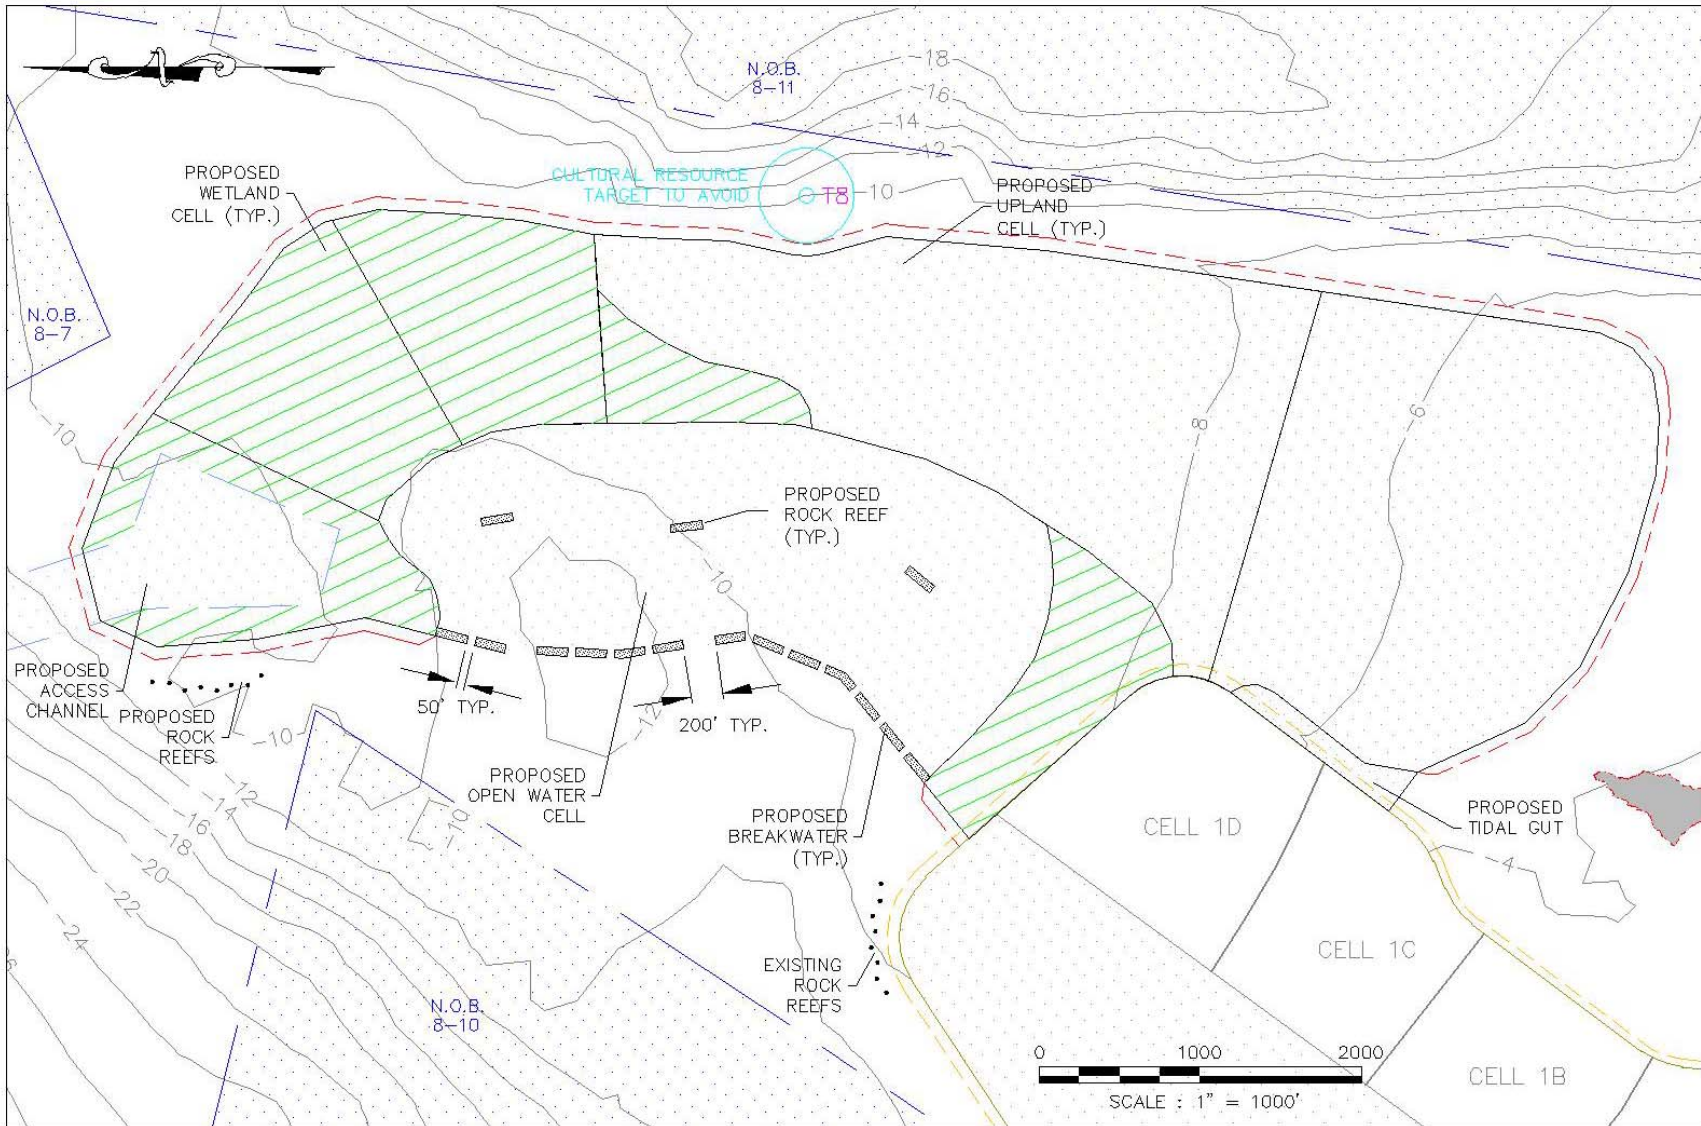 N
N.O.B.
8-11
-18
-16
-14
-12
-10
CULTURAL RESOURCE
TARGET TO AVOID
T8
PROPOSED
WETLAND
CELL (TYP.)
PROPOSED
UPLAND
CELL (TYP.)
N.O.B.
8-7
-10
-8
-6
PROPOSED
ROCK REEF
(TYP.)
-10
PROPOSED
ACCESS
CHANNEL
PROPOSED
ROCK
REEFS
-10
50' TYP.
-12
200' TYP.
PROPOSED
OPEN WATER
CELL
PROPOSED
BREAKWATER
(TYP.)
-10
-12
-14
-16
-18
-20
-22
-24
CELL 1D
PROPOSED
TIDAL GUT
-4
CELL 1C
EXISTING
ROCK
REEFS
N.O.B.
8-10
CELL 1B
0 1000 2000
SCALE : 1" = 1000'